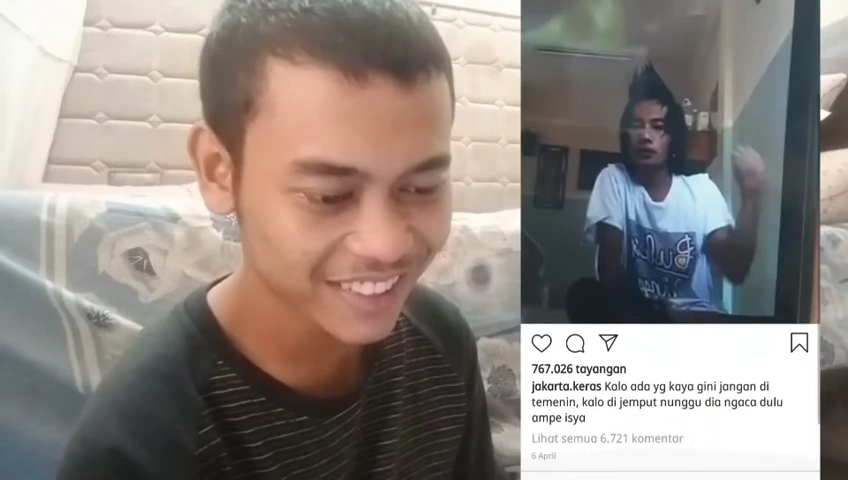 767.026 tayangan
jakarta.keras Kalo ada yg kaya gini jangan di
temenin, kalo di jemput nunggu dia ngaca dulu
ampe isya
Lihat semua 6.721 komentar
6 April